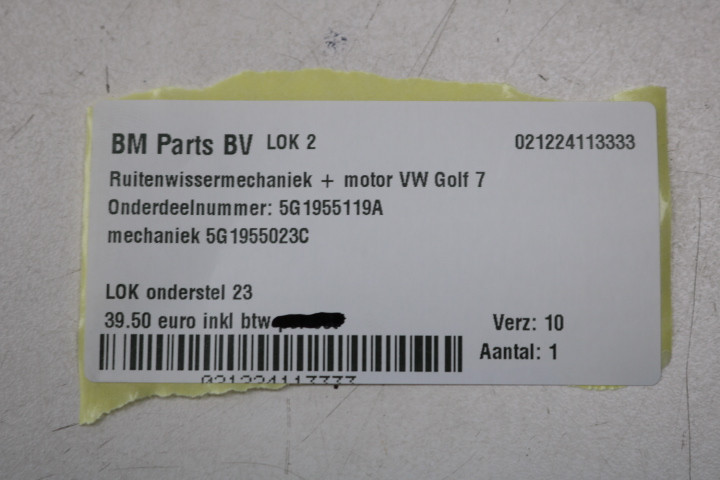 BM Parts BV LOK 2 021224113333
Ruitenwissermechaniek + motor VW Golf 7
Onderdeelnummer: 5G1955119A
mechaniek 5G1955023C
LOK onderstel 23
39.50 euro inkl btw Verz: 10
Aantal: 1
021224113333